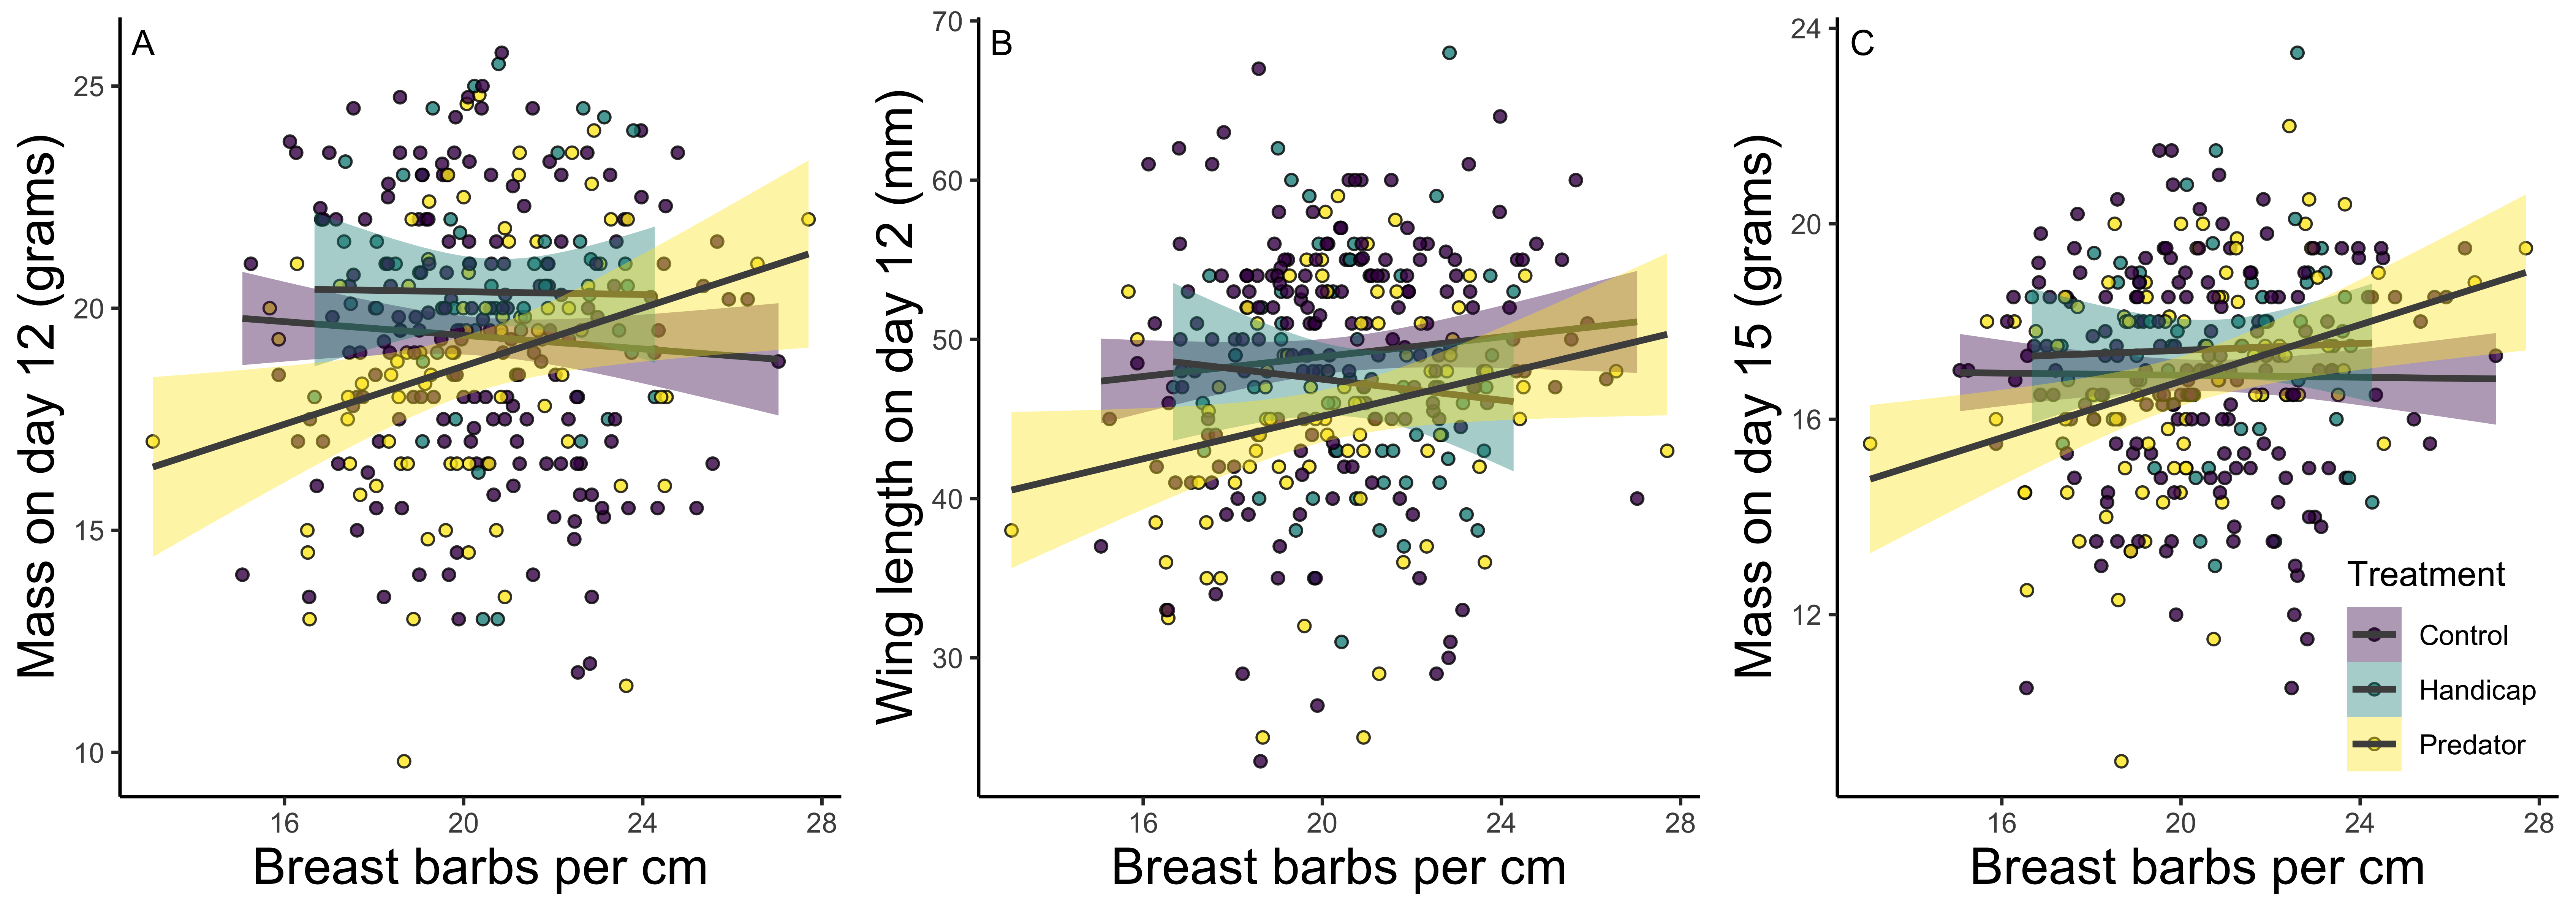 A
Mass on day 12 (grams)
25
20
15
10
16 20 24 28
Breast barbs per cm
B
Wing length on day 12 (mm)
70
60
50
40
30
16 20 24 28
Breast barbs per cm
C
Mass on day 15 (grams)
24
20
16
12
16 20 24 28
Breast barbs per cm
Treatment
Control
Handicap
Predator